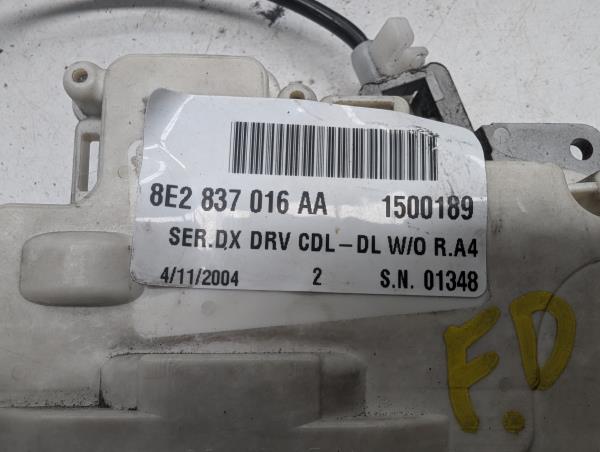 8E2 837 016 AA 1500189
SER.DX DRV CDL-DL W/O R.A4
4/11/2004 2 S.N. 01348
F.D